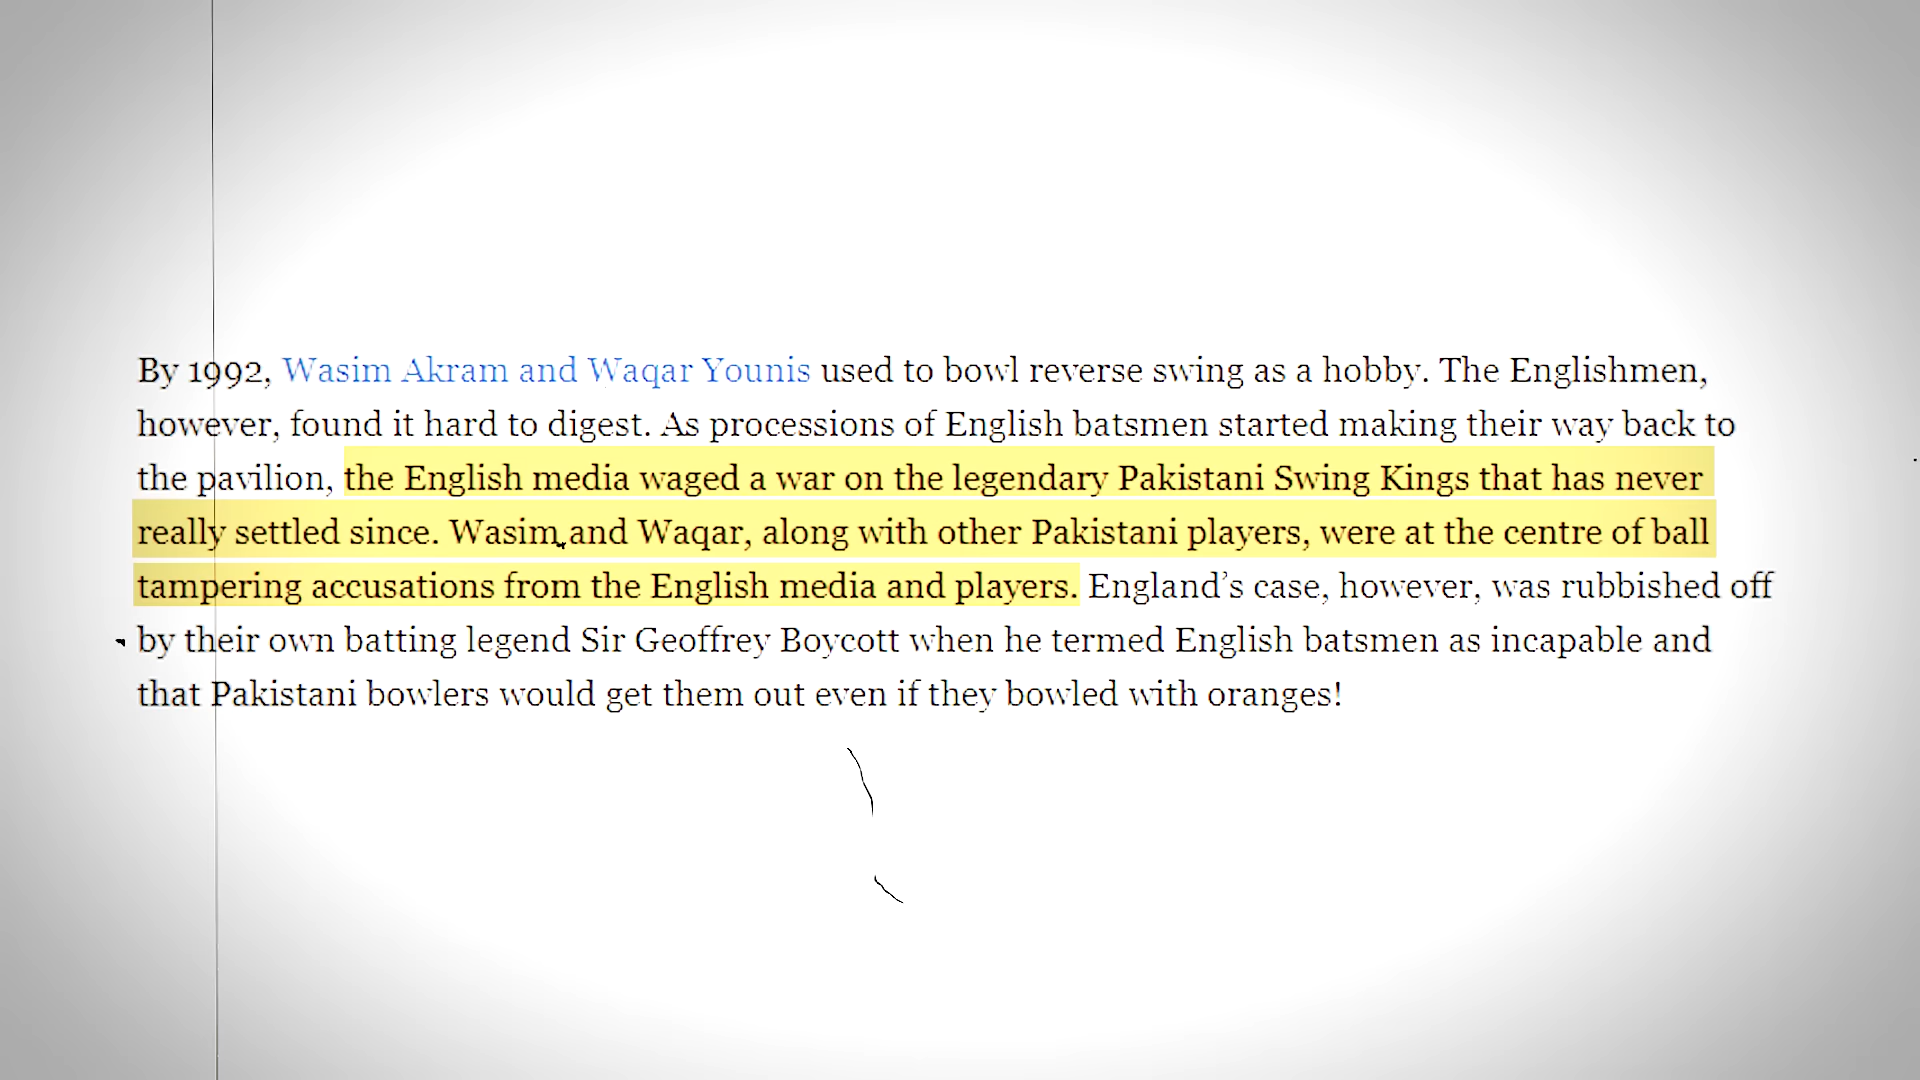 By 1992, Wasim Akram and Waqar Younis used to bowl reverse swing as a hobby. The Englishmen,
however, found it hard to digest. As processions of English batsmen started making their way back to
the pavilion, the English media waged a war on the legendary Pakistani Swing Kings that has never
really settled since. Wasim and Waqar, along with other Pakistani players, were at the centre of ball
tampering accusations from the English media and players. England’s case, however, was rubbished off
by their own batting legend Sir Geoffrey Boycott when he termed English batsmen as incapable and
that Pakistani bowlers would get them out even if they bowled with oranges!